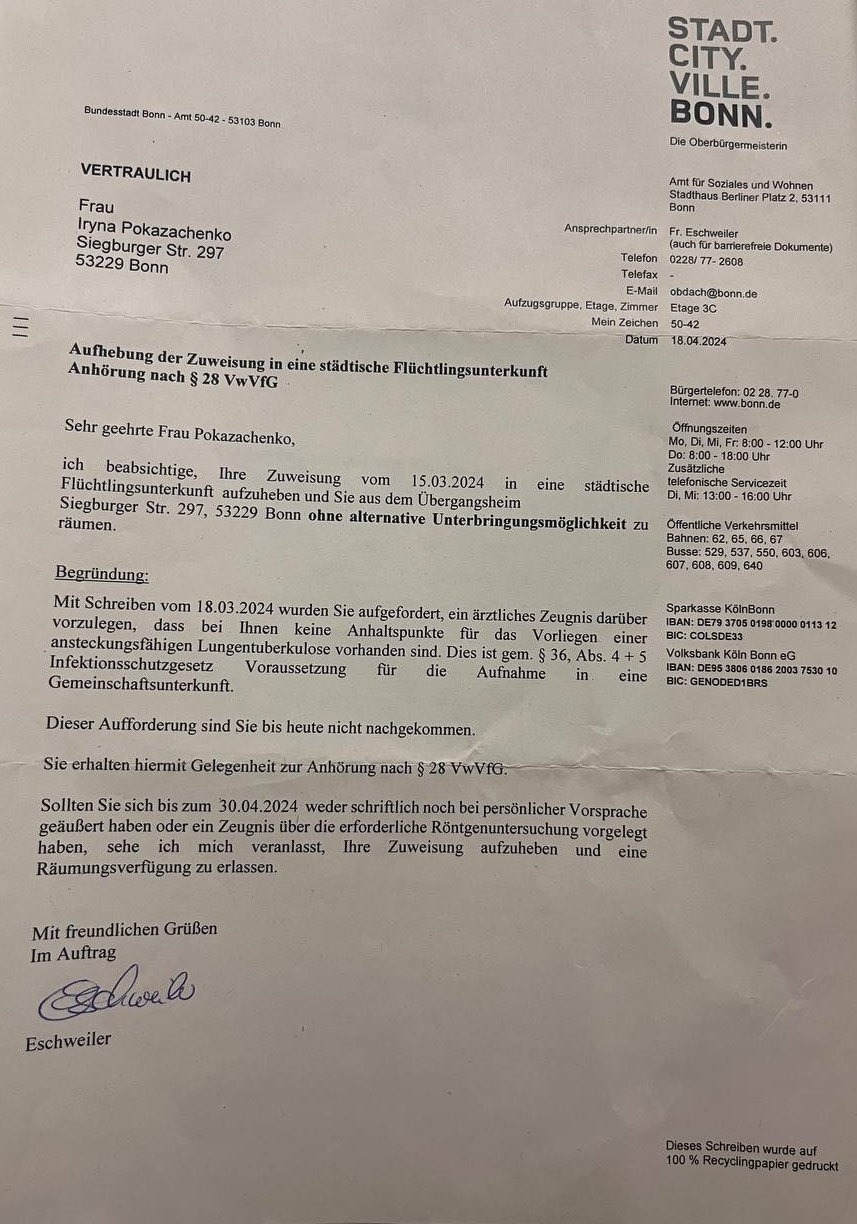 STADT.
CITY.
VILLE.
BONN.
Die Oberbürgermeisterin
Bundesstadt Bonn - Amt 50-42 - 53103 Bonn
VERTRAULICH
Frau
Iryna Pokazachenko
Siegburger Str. 297
53229 Bonn
Amt für Soziales und Wohnen
Stadthaus Berliner Platz 2, 53111
Bonn
Ansprechpartner/in Fr. Eschweiler
(auch für barrierefreie Dokumente)
Telefon 0228/ 77- 2608
Telefax -
E-Mail obdach@bonn.de
Aufzugsgruppe, Etage, Zimmer Etage 3C
Mein Zeichen 50-42
Datum 18.04.2024
Bürgertelefon: 02 28. 77-0
Internet: www.bonn.de
Öffnungszeiten
Mo, Di, Mi, Fr: 8:00 - 12:00 Uhr
Do: 8:00 - 18:00 Uhr
Zusätzliche
telefonische Servicezeit
Di, Mi: 13:00 - 16:00 Uhr
Öffentliche Verkehrsmittel
Bahnen: 62, 65, 66, 67
Busse: 529, 537, 550, 603, 606,
607, 608, 609, 640
Sparkasse KölnBonn
IBAN: DE79 3705 0198 0000 0113 12
BIC: COLSDE33
Volksbank Köln Bonn eG
IBAN: DE95 3806 0186 2003 7530 10
BIC: GENODED1BRS
Aufhebung der Zuweisung in eine städtische Flüchtlingsunterkunft
Anhörung nach § 28 VwVfG
Sehr geehrte Frau Pokazachenko,
ich beabsichtige, Ihre Zuweisung vom 15.03.2024 in eine städtische
Flüchtlingsunterkunft aufzuheben und Sie aus dem Übergangsheim
Siegburger Str. 297, 53229 Bonn ohne alternative Unterbringungsmöglichkeit zu
räumen.
Begründung:
Mit Schreiben vom 18.03.2024 wurden Sie aufgefordert, ein ärztliches Zeugnis darüber
vorzulegen, dass bei Ihnen keine Anhaltspunkte für das Vorliegen einer
ansteckungsfähigen Lungentuberkulose vorhanden sind. Dies ist gem. § 36, Abs. 4 + 5
Infektionsschutzgesetz Voraussetzung für die Aufnahme in eine
Gemeinschaftsunterkunft.
Dieser Aufforderung sind Sie bis heute nicht nachgekommen.
Sie erhalten hiermit Gelegenheit zur Anhörung nach § 28 VwVfG.
Sollten Sie sich bis zum 30.04.2024 weder schriftlich noch bei persönlicher Vorsprache
geäußert haben oder ein Zeugnis über die erforderliche Röntgenuntersuchung vorgelegt
haben, sehe ich mich veranlasst, Ihre Zuweisung aufzuheben und eine
Räumungsverfügung zu erlassen.
Mit freundlichen Grüßen
Im Auftrag
Eschweiler
Eschweiler
Dieses Schreiben wurde auf
100 % Recyclingpapier gedruckt